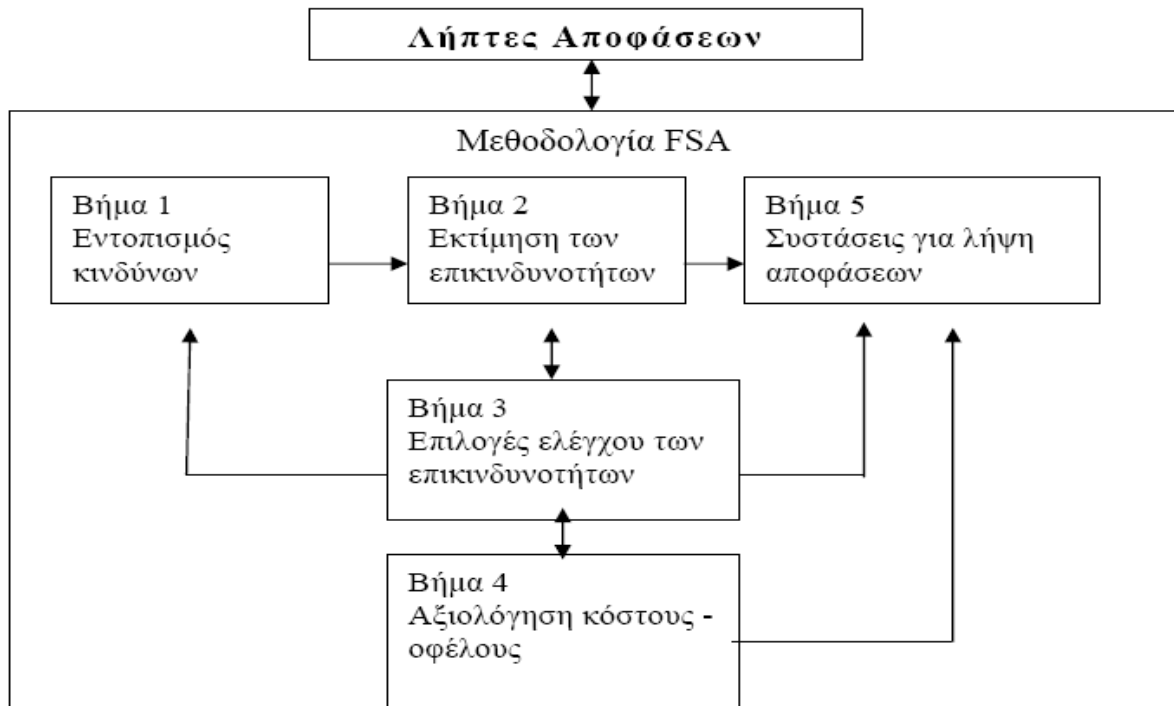 Λήπτες Αποφάσεων
Μεθοδολογία FSA
Βήμα 1
Εντοπισμός
κινδύνων
Βήμα 2
Εκτίμηση των
επικινδυνοτήτων
Βήμα 5
Συστάσεις για λήψη
αποφάσεων
Βήμα 3
Επιλογές ελέγχου των
επικινδυνοτήτων
Βήμα 4
Αξιολόγηση κόστους -
οφέλους